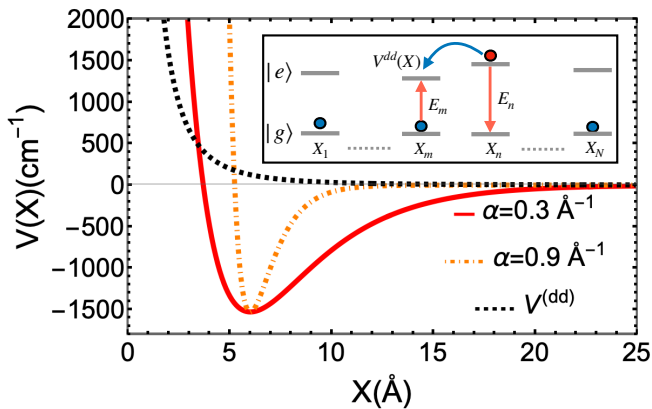 2000
1500
1000
500
0
−500
−1000
−1500
V(X)(cm⁻¹)
V^{dd}(X)
|e⟩
E_m
E_n
|g⟩
X_1 ........ X_m X_n ........ X_N
α=0.3 Å⁻¹
α=0.9 Å⁻¹
V^{(dd)}
0 5 10 15 20 25
X(Å)